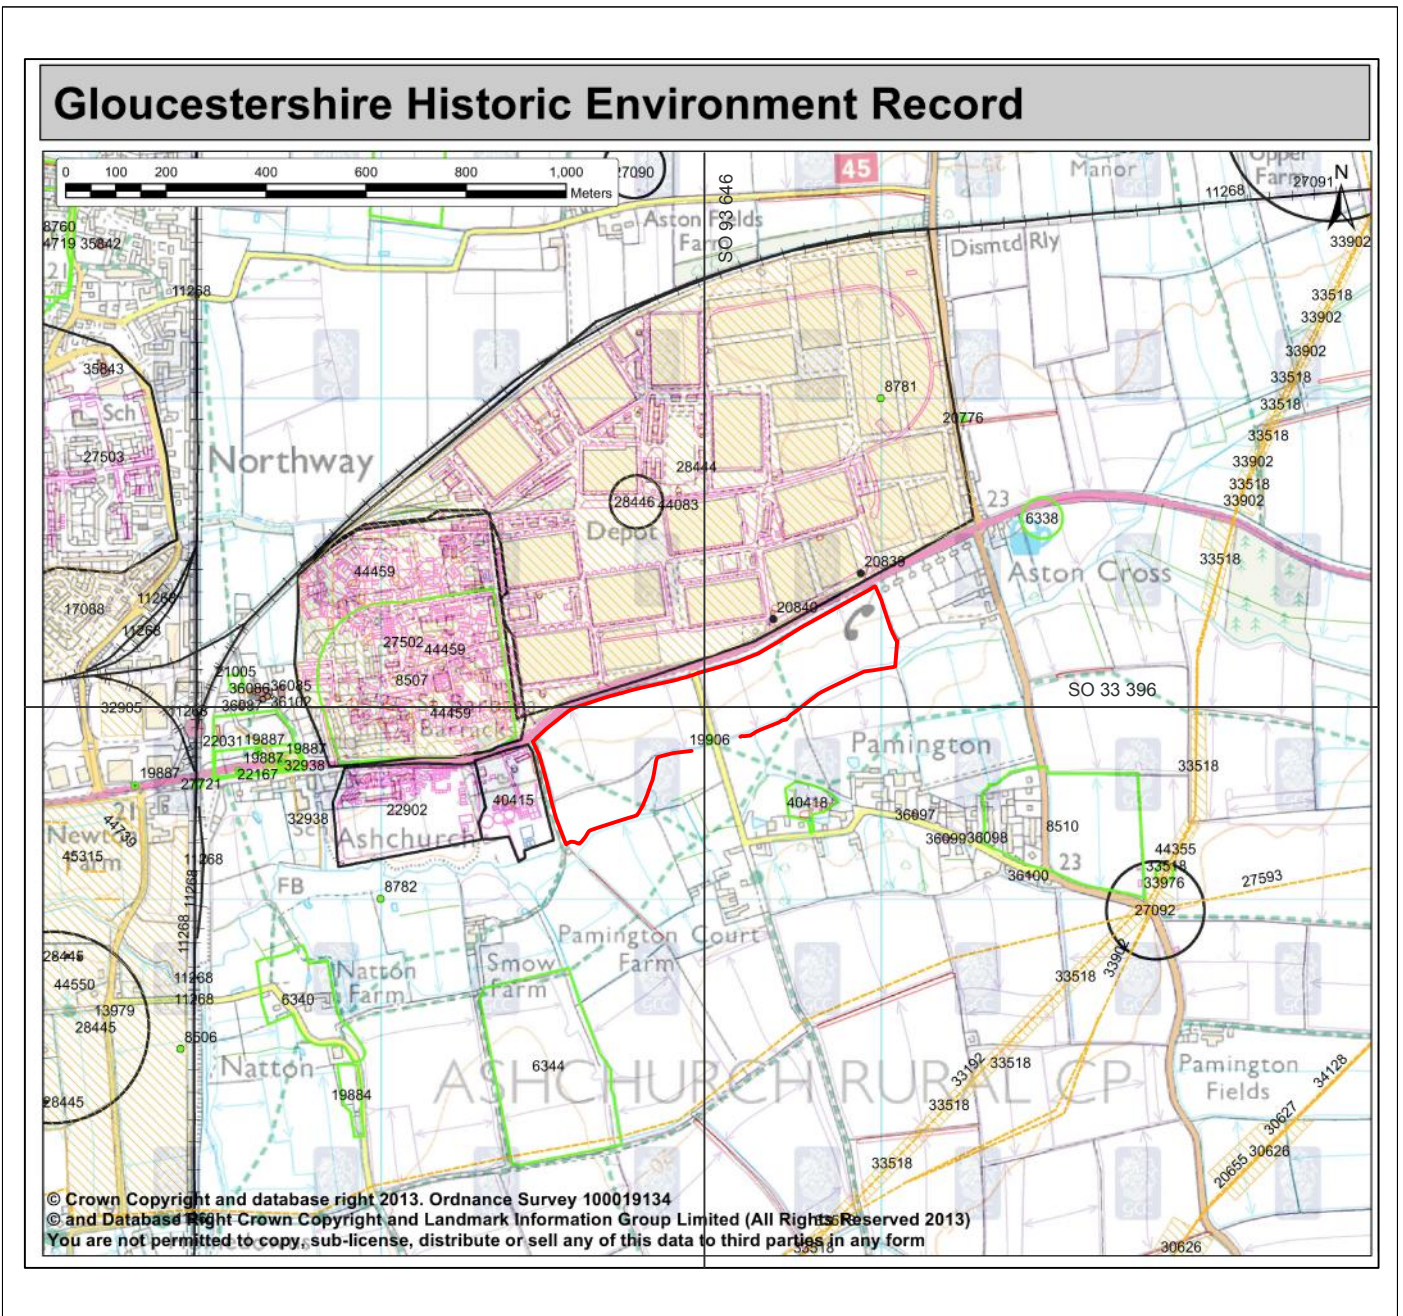 Gloucestershire Historic Environment Record
0 100 200 400 600 800 1,000
Meters
27090
45
Manor
Upper
Farm
27091
11268
N
8760
4719 35842
21
Aston Fields
Farm
SO 93 646
Dismtd Rly
33902
11268
33518
33902
35843
33902
33518
Sch
8781
33518
20776
27503
Northway
33518
28444
33902
33518
28446 44083
33902
Depot
23
6338
20839
33518
44459
Aston Cross
17088
11268
20840
11268
27502 44459
21005
8507
36086 36085
36087 36102
SO 33 396
32905
11268
44459
Barracks
22031 19887
19887
19906
Pamington
19887
32938
19887
22167
33518
27721
21
40415
40418
22902
36097
44739
32938
Sch
Newt
Farm
Ashchurch
8510
36099 36098
45315
11268
44355
23
33518
FB
8782
36100
33976
27593
11268
27092
11268
Pamington Court
Farm
33902
28445
Natton
Farm
Smow
Farm
11268
33518
44550
11268
6340
13979
28445
8506
Natton
6344
33192
33518
Pamington
Fields
34128
ASHCHURCH RURAL CP
28445
19884
33518
30627
30626
33518
20655
© Crown Copyright and database right 2013. Ordnance Survey 100019134
© and Database Right Crown Copyright and Landmark Information Group Limited (All Rights Reserved 2013)
You are not permitted to copy, sub-license, distribute or sell any of this data to third parties in any form
33518
30626